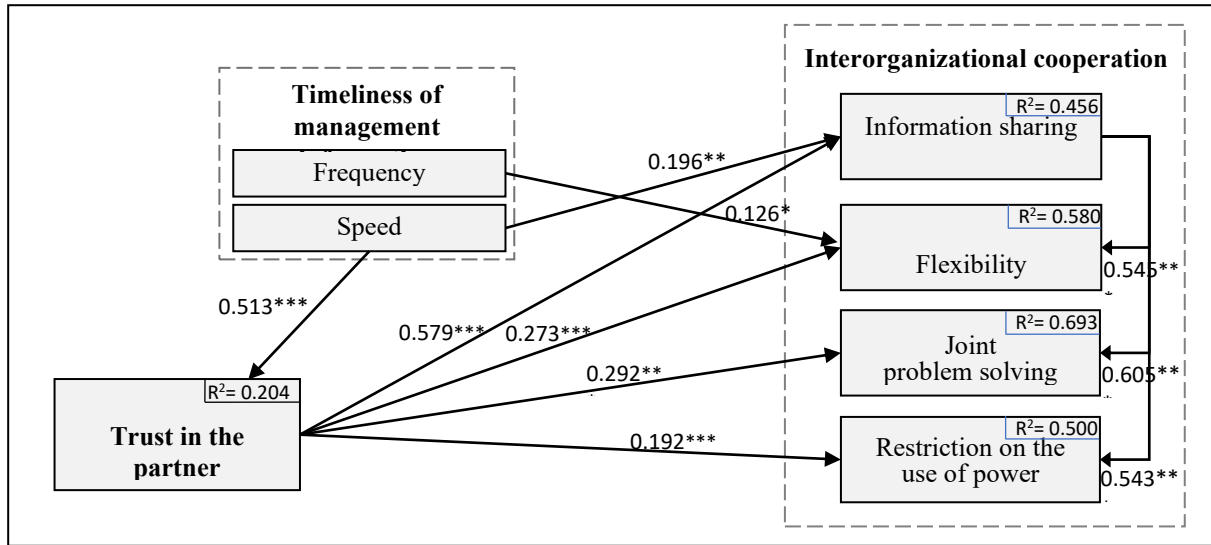 Interorganizational cooperation
Timeliness of
management
Frequency
Speed
R²= 0.456
Information sharing
0.196**
0.126*
R²= 0.580
Flexibility
0.545**
*
0.513***
0.579***
0.273***
R²= 0.693
Joint
problem solving
0.605**
*
0.292**
R²= 0.204
Trust in the
partner
0.192***
R²= 0.500
Restriction on the
use of power
0.543**